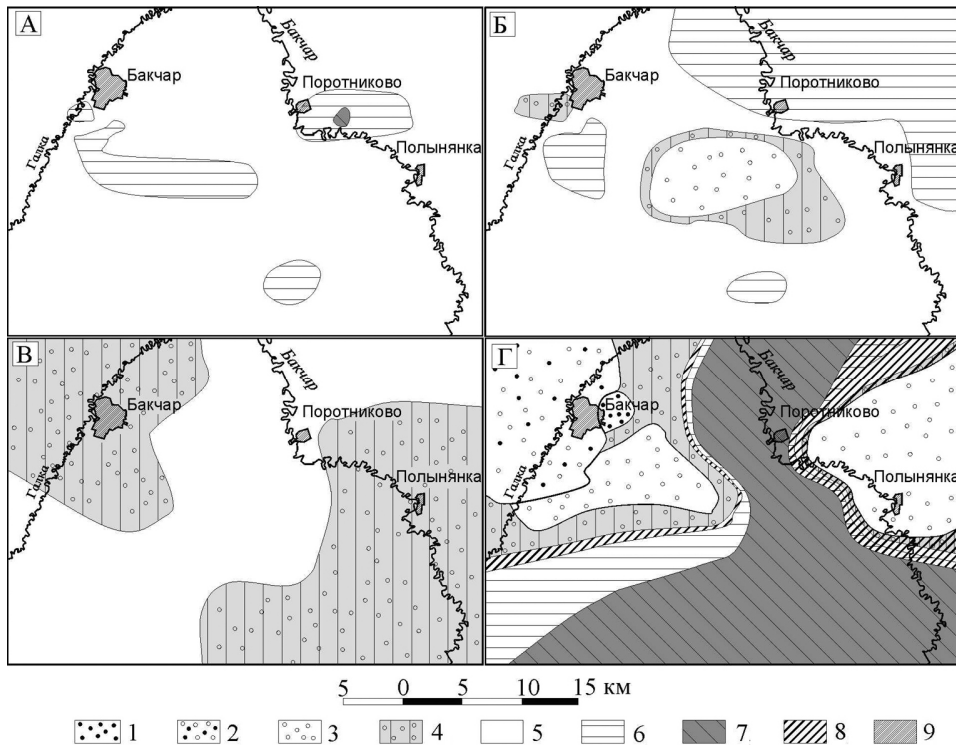 А
Бакчар
Бакчар
Поротниково
Полынянка
Галка
Б
Бакчар
Бакчар
Поротниково
Полынянка
Галка
В
Бакчар
Бакчар
Поротниково
Полынянка
Галка
Г
Бакчар
Бакчар
Поротниково
Полынянка
Галка
5 0 5 10 15 км
1 2 3 4 5 6 7 8 9